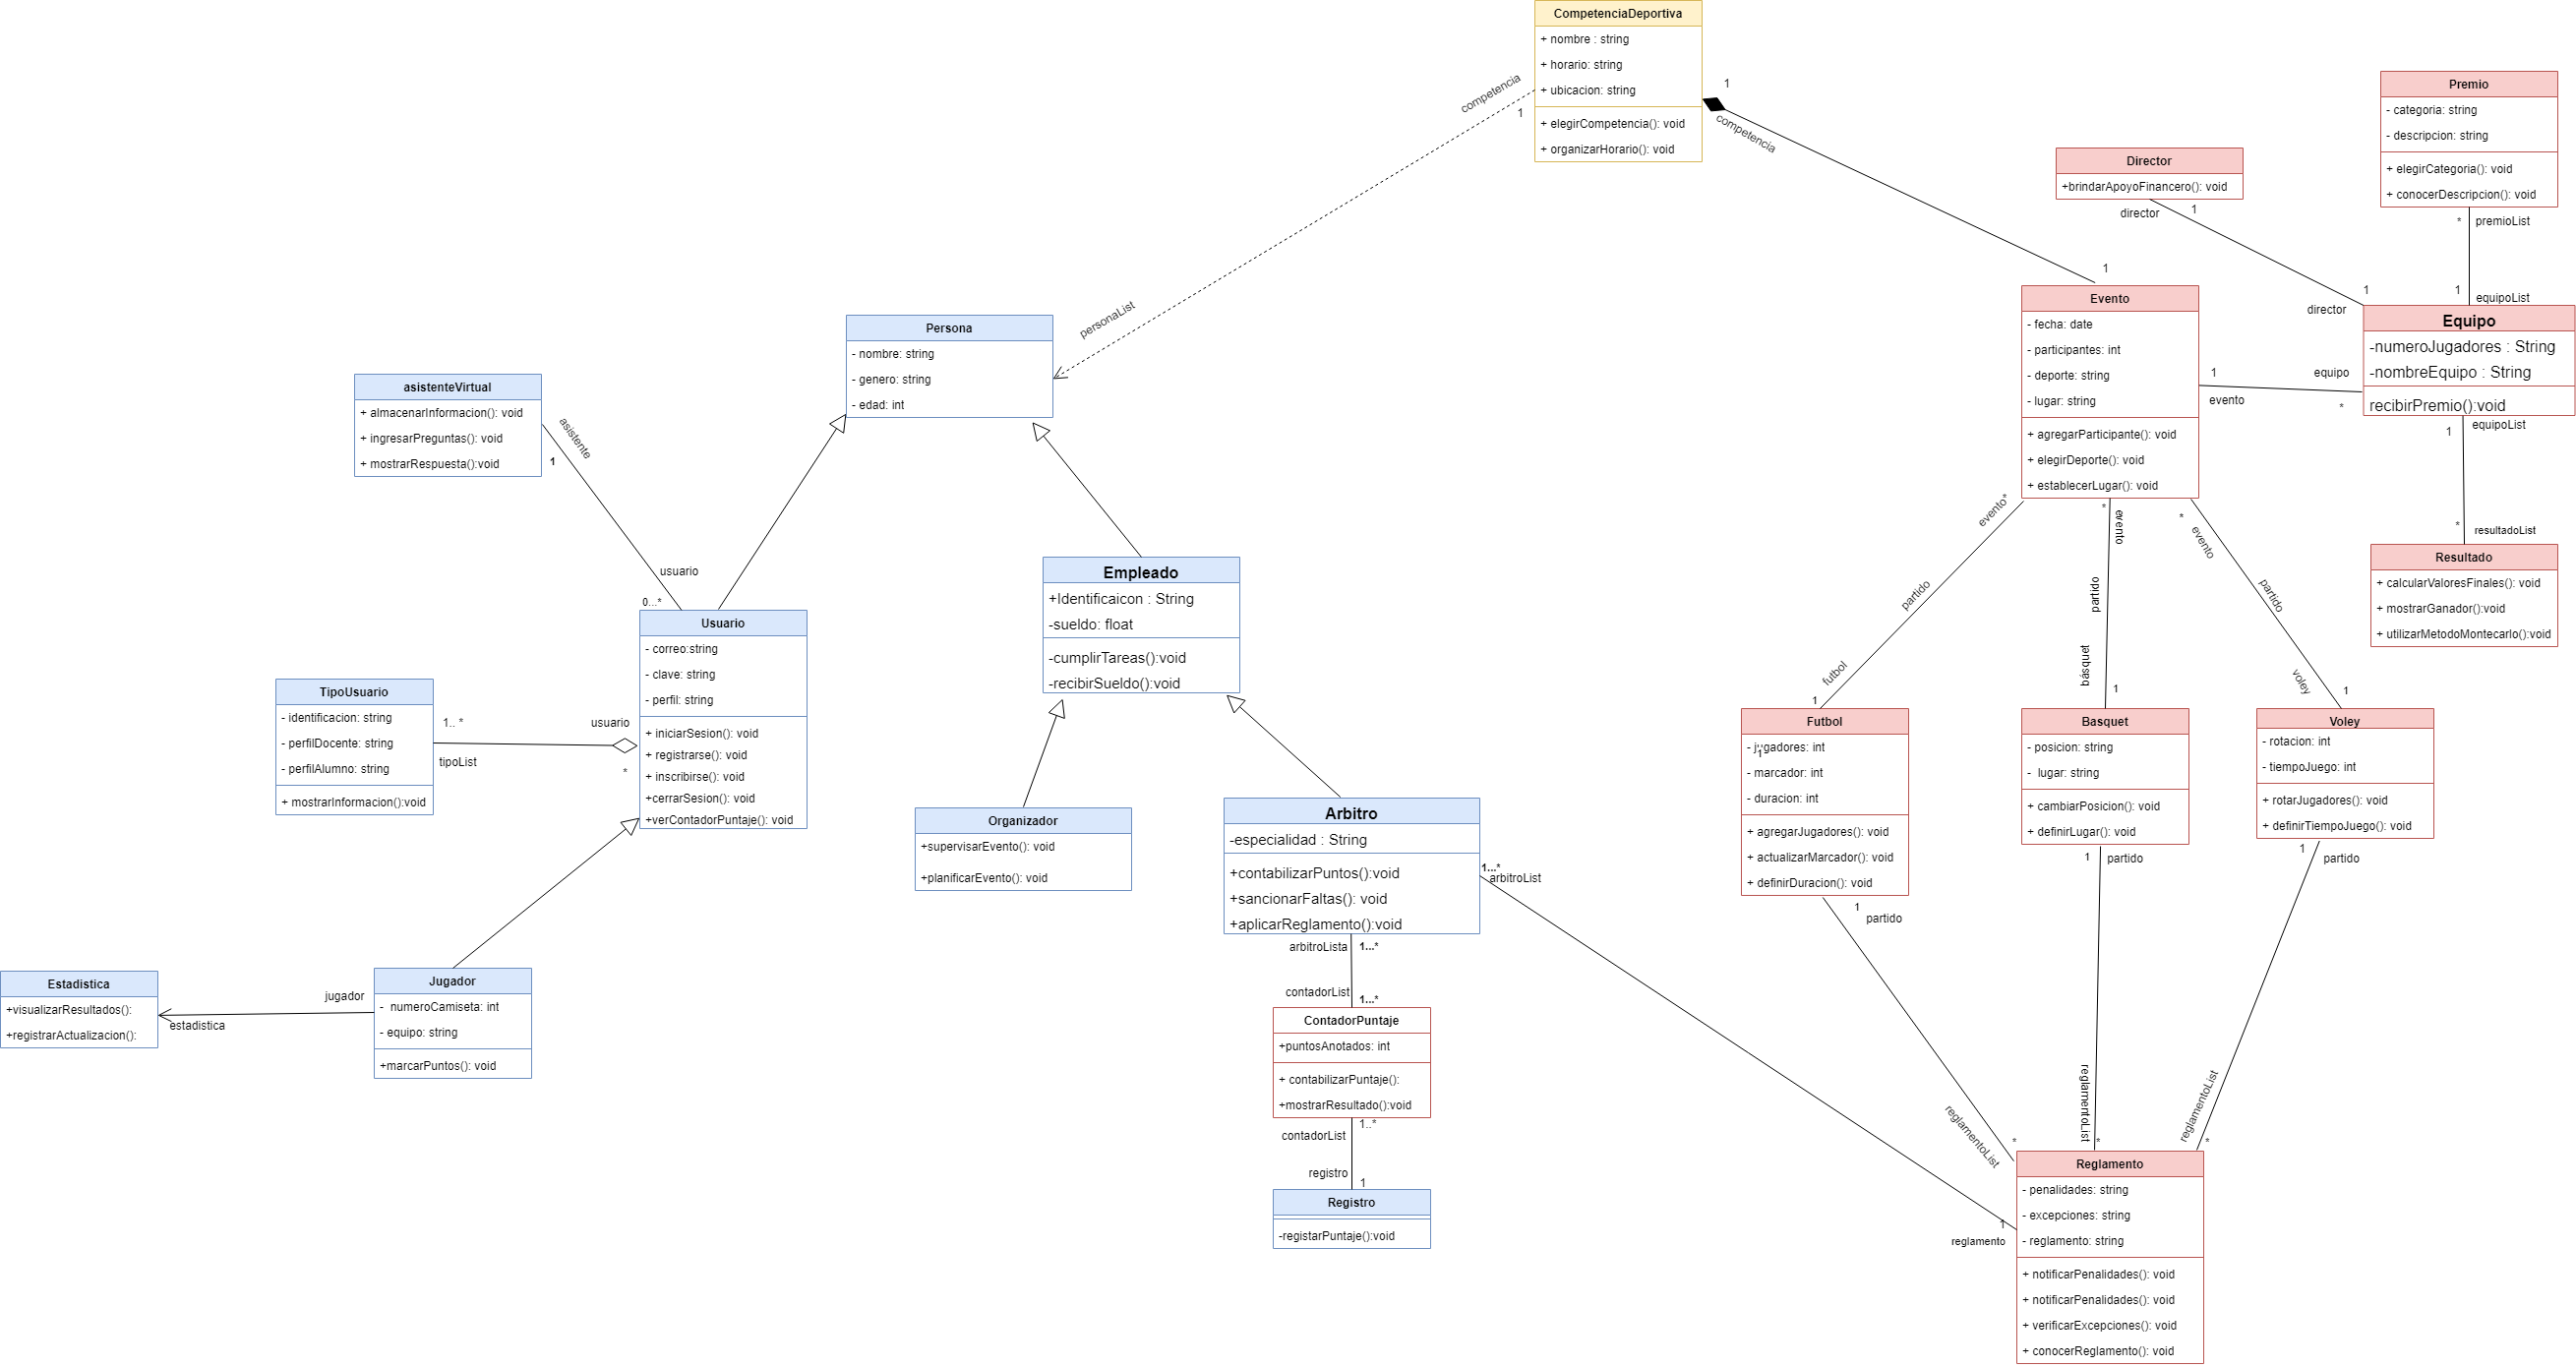 CompetenciaDeportiva
+ nombre : string
+ horario: string
+ ubicacion: string
+ elegirCompetencia(): void
+ organizarHorario(): void
competencia
1
personaList
1
competencia
1
Premio
- categoria: string
- descripcion: string
+ elegirCategoria(): void
+ conocerDescripcion(): void
* premioList
1 equipoList
Director
+brindarApoyoFinancero(): void
director 1
1
director
Evento
- fecha: date
- participantes: int
- deporte: string
- lugar: string
+ agregarParticipante(): void
+ elegirDeporte(): void
+ establecerLugar(): void
1 equipo
evento *
Equipo
-numeroJugadores : String
-nombreEquipo : String
recibirPremio():void
equipoList
1
* resultadoList
Resultado
+ calcularValoresFinales(): void
+ mostrarGanador():void
+ utilizarMetodoMontecarlo():void
Persona
- nombre: string
- genero: string
- edad: int
asistenteVirtual
+ almacenarInformacion(): void
+ ingresarPreguntas(): void
+ mostrarRespuesta():void
asistente
1
usuario
0...*
Usuario
- correo:string
- clave: string
- perfil: string
+ iniciarSesion(): void
+ registrarse(): void
+ inscribirse(): void
+cerrarSesion(): void
+verContadorPuntaje(): void
TipoUsuario
- identificacion: string
- perfilDocente: string
- perfilAlumno: string
+ mostrarInformacion():void
1.. *
usuario
tipoList
*
Empleado
+Identificaicon : String
-sueldo: float
-cumplirTareas():void
-recibirSueldo():void
Organizador
+supervisarEvento(): void
+planificarEvento(): void
Arbitro
-especialidad : String
+contabilizarPuntos():void
+sancionarFaltas(): void
+aplicarReglamento():void
1...*
arbitroList
arbitroLista 1...*
contadorList 1...*
ContadorPuntaje
+puntosAnotados: int
+ contabilizarPuntaje():
+mostrarResultado():void
1..*
contadorList
registro
1
Registro
-registarPuntaje():void
Estadistica
+visualizarResultados():
+registrarActualizacion():
jugador
estadistica
Jugador
- numeroCamiseta: int
- equipo: string
+marcarPuntos(): void
evento*
partido
futbol
1
* evento
partido
básquet
1
* evento
partido
voley
1
Futbol
- jugadores: int
1
- marcador: int
- duracion: int
+ agregarJugadores(): void
+ actualizarMarcador(): void
+ definirDuracion(): void
1
partido
Basquet
- posicion: string
- lugar: string
+ cambiarPosicion(): void
+ definirLugar(): void
1 partido
Voley
- rotacion: int
- tiempoJuego: int
+ rotarJugadores(): void
+ definirTiempoJuego(): void
1
partido
reglamentoList *
reglamentoList *
reglamentoList *
1
reglamento
Reglamento
- penalidades: string
- excepciones: string
- reglamento: string
+ notificarPenalidades(): void
+ notificarPenalidades(): void
+ verificarExcepciones(): void
+ conocerReglamento(): void